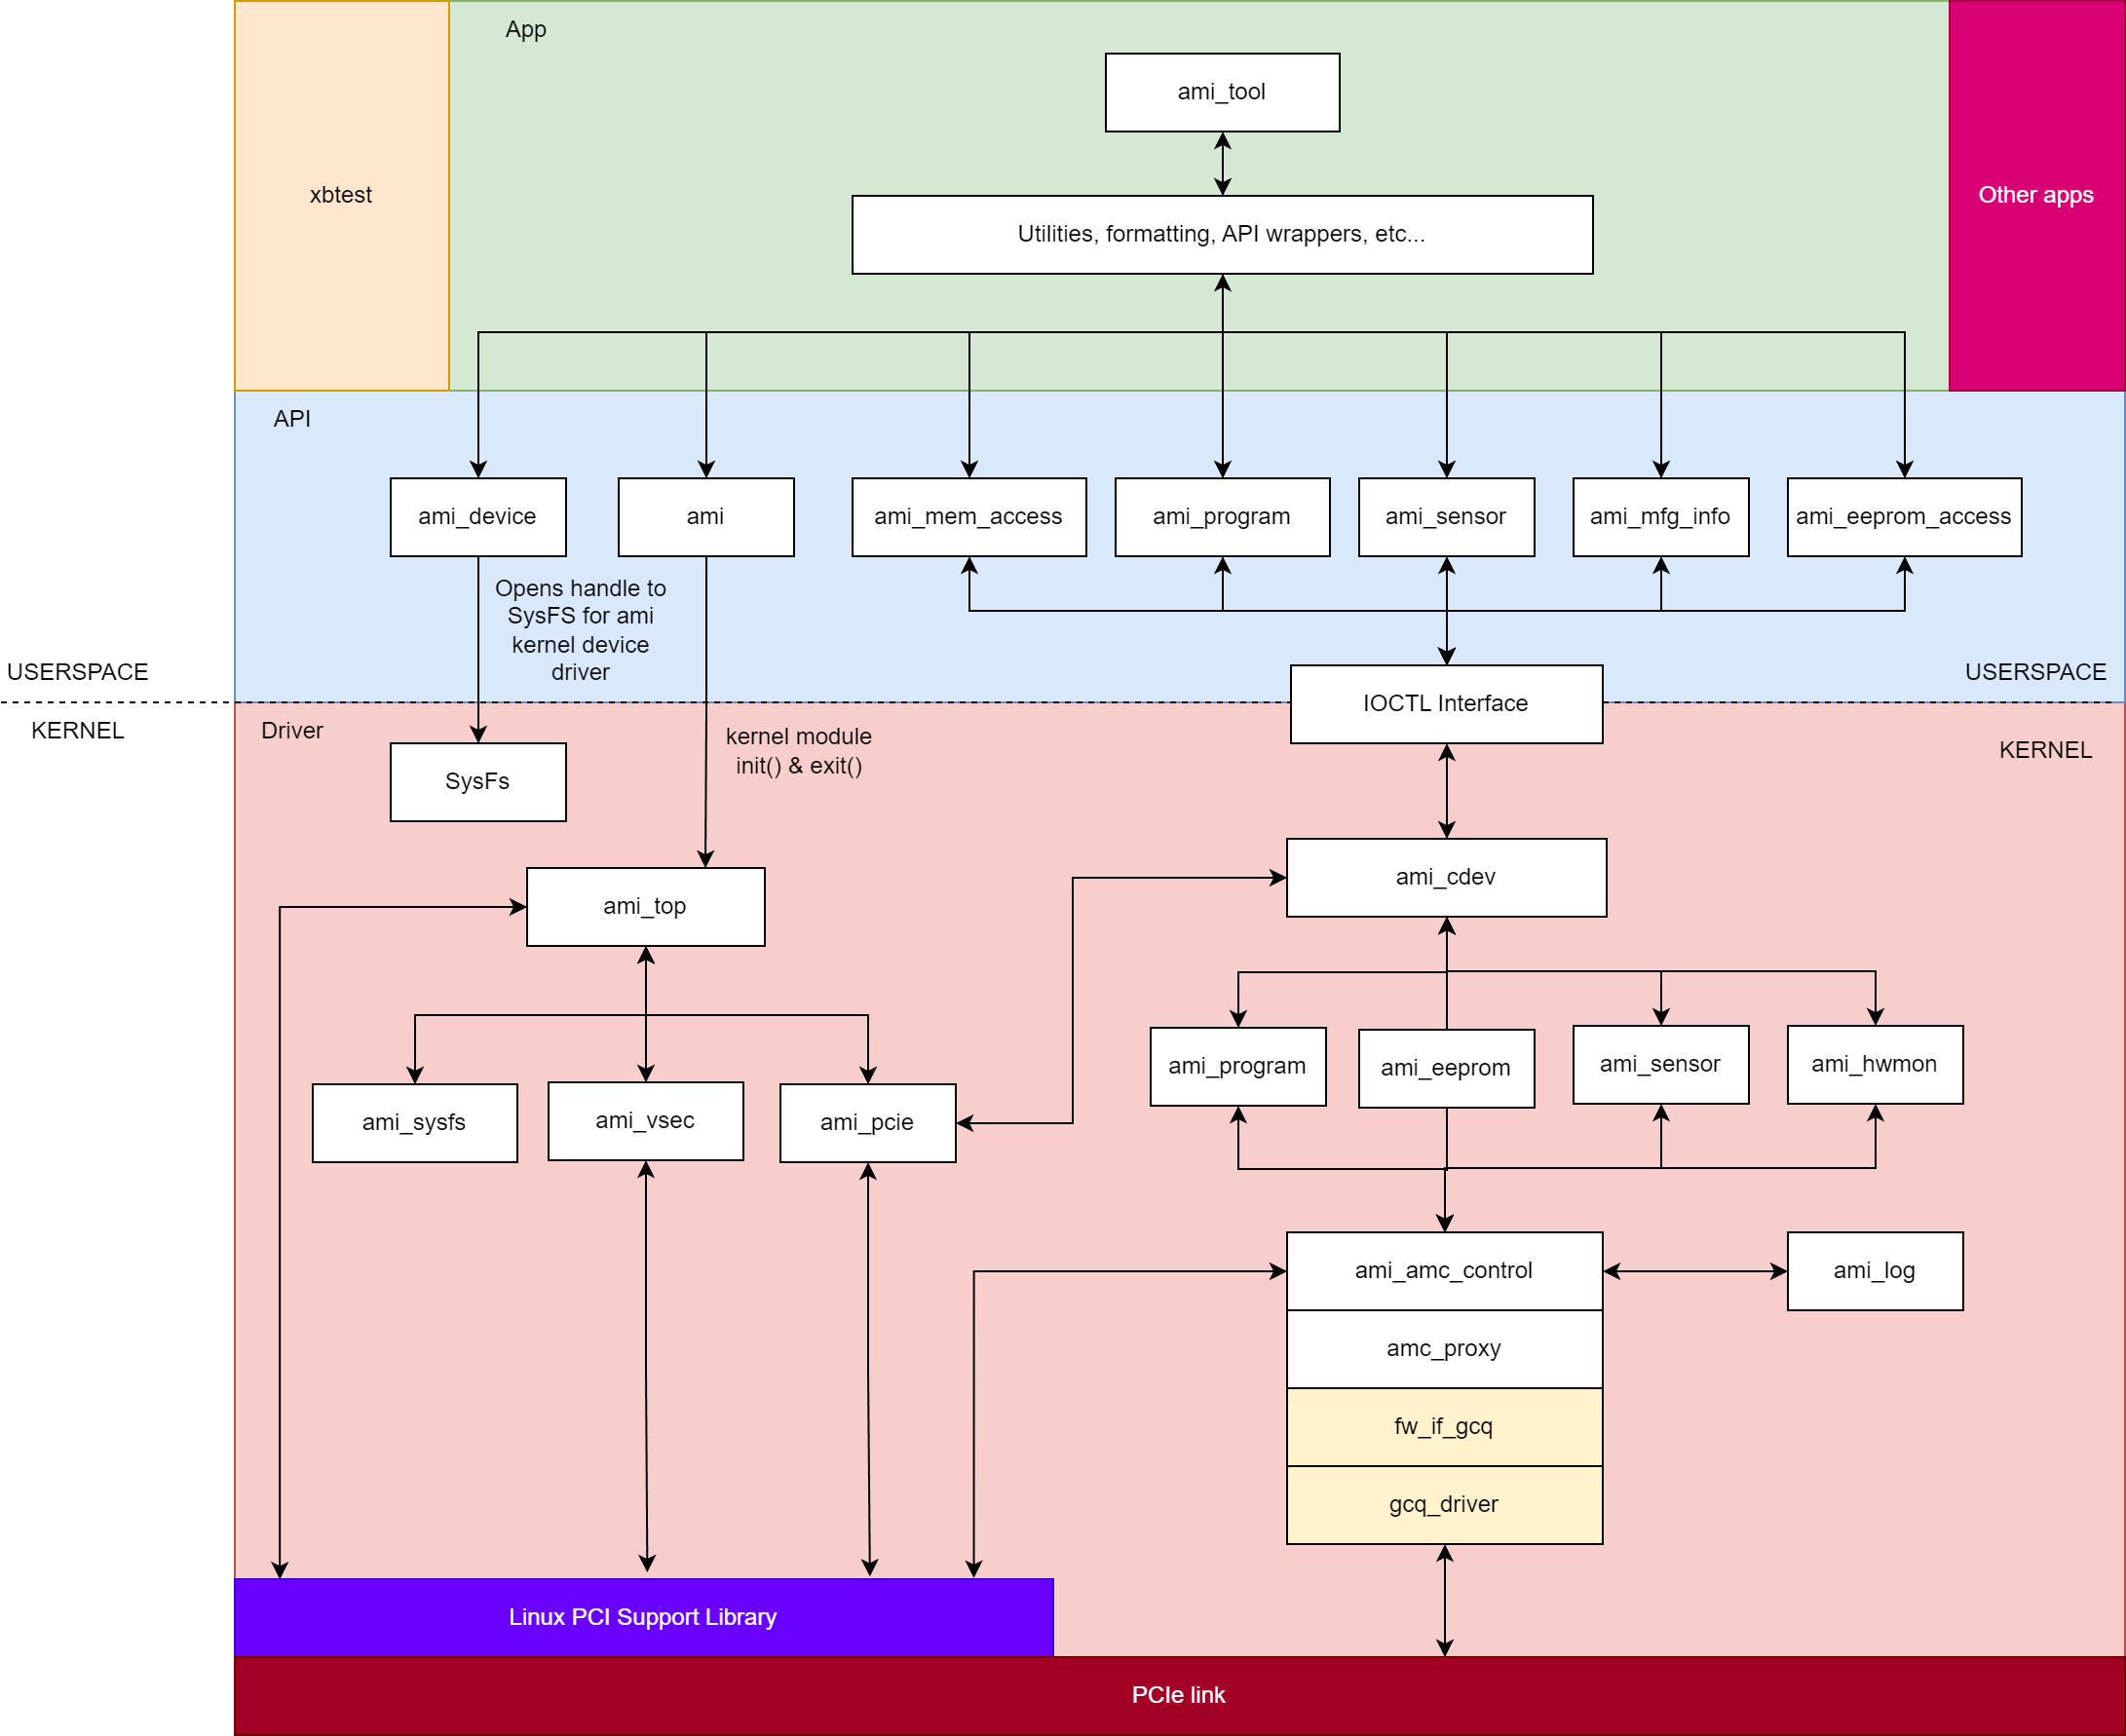 App
ami_tool
xbtest
Other apps
Utilities, formatting, API wrappers, etc...
API
ami_device
ami
ami_mem_access
ami_program
ami_sensor
ami_mfg_info
ami_eeprom_access
Opens handle to
SysFS for ami
kernel device
driver
USERSPACE
USERSPACE
IOCTL Interface
KERNEL
Driver
kernel module
init() & exit()
KERNEL
SysFs
ami_cdev
ami_top
ami_program
ami_eeprom
ami_sensor
ami_hwmon
ami_sysfs
ami_vsec
ami_pcie
ami_amc_control
ami_log
amc_proxy
fw_if_gcq
gcq_driver
Linux PCI Support Library
PCIe link